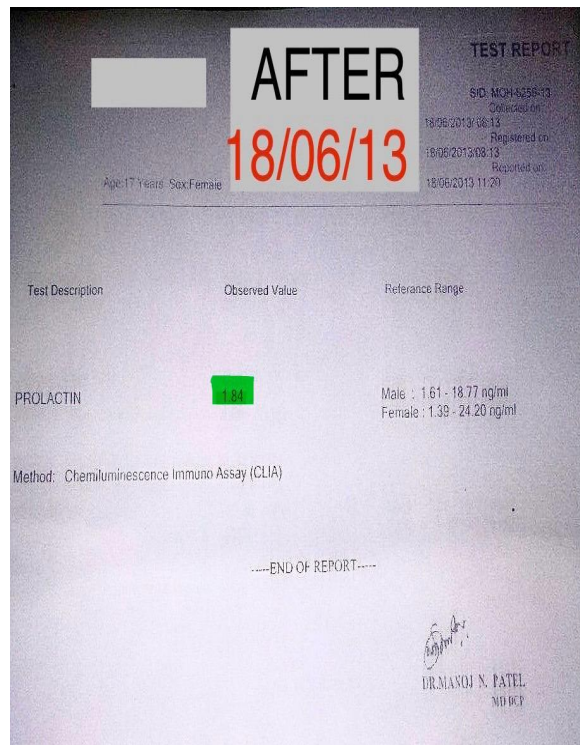 AFTER
18/06/13
TEST REPORT
SID: MOH-6256-13
Collected on:
18/06/2013/ 08:13
Registered on:
18/06/2013/08:13
Reported on:
18/06/2013 11:20
Age:17 Years Sox:Female
Test Description Observed Value Referance Range
PROLACTIN 1.84 Male : 1.61 - 18.77 ng/ml
Female : 1.39 - 24.20 ng/ml
Method: Chemiluminescence Immuno Assay (CLIA)
-----END OF REPORT-----
DR.MANOJ N. PATEL
MD DCP